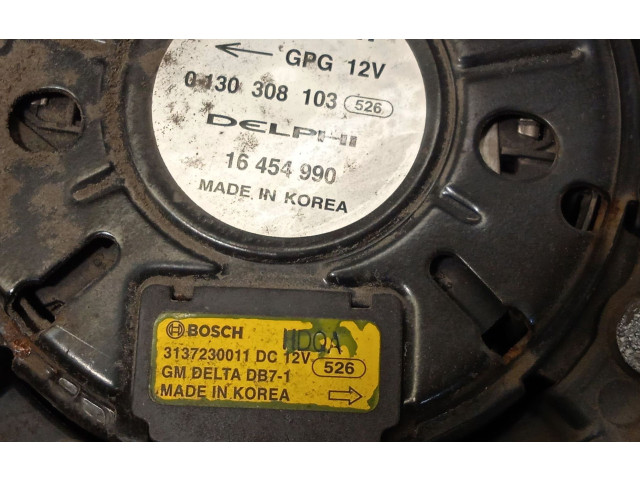 GPG 12V
0 130 308 103 526
DELPHI
16 454 990
MADE IN KOREA
BOSCH IDQA
3137230011 DC 12V
GM DELTA DB7-1 526
MADE IN KOREA